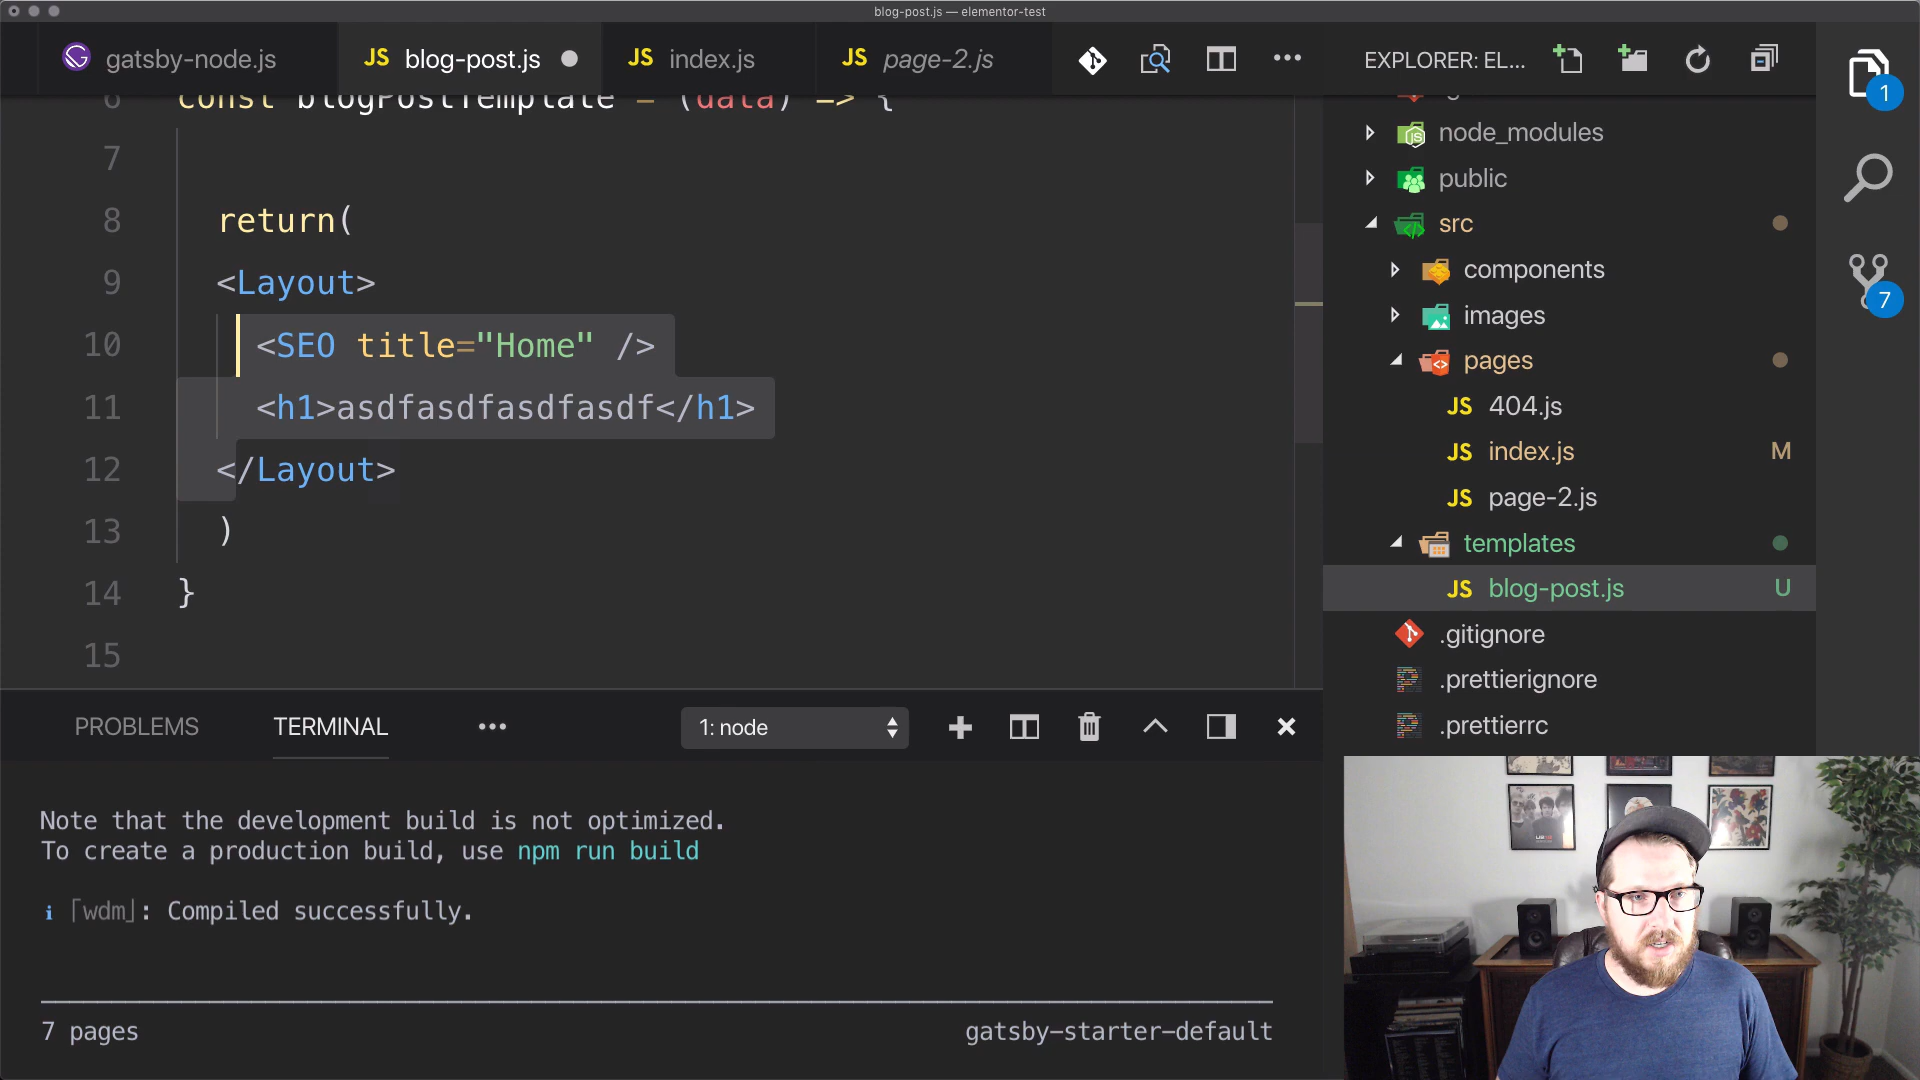 blog-post.js — elementor-test
gatsby-node.js
JS blog-post.js
JS index.js
JS page-2.js
EXPLORER: EL...
1
6 const blogPostTemplate = (data) => {
7
8 return(
9 <Layout>
10 <SEO title="Home" />
11 <h1>asdfasdfasdfasdf</h1>
12 </Layout>
13 )
14 }
15
node_modules
public
src
components
images
pages
JS 404.js
JS index.js M
JS page-2.js
templates
JS blog-post.js U
.gitignore
.prettierignore
.prettierrc
7
PROBLEMS
TERMINAL
1: node
Note that the development build is not optimized.
To create a production build, use npm run build
ℹ ｢wdm｣: Compiled successfully.
7 pages
gatsby-starter-default